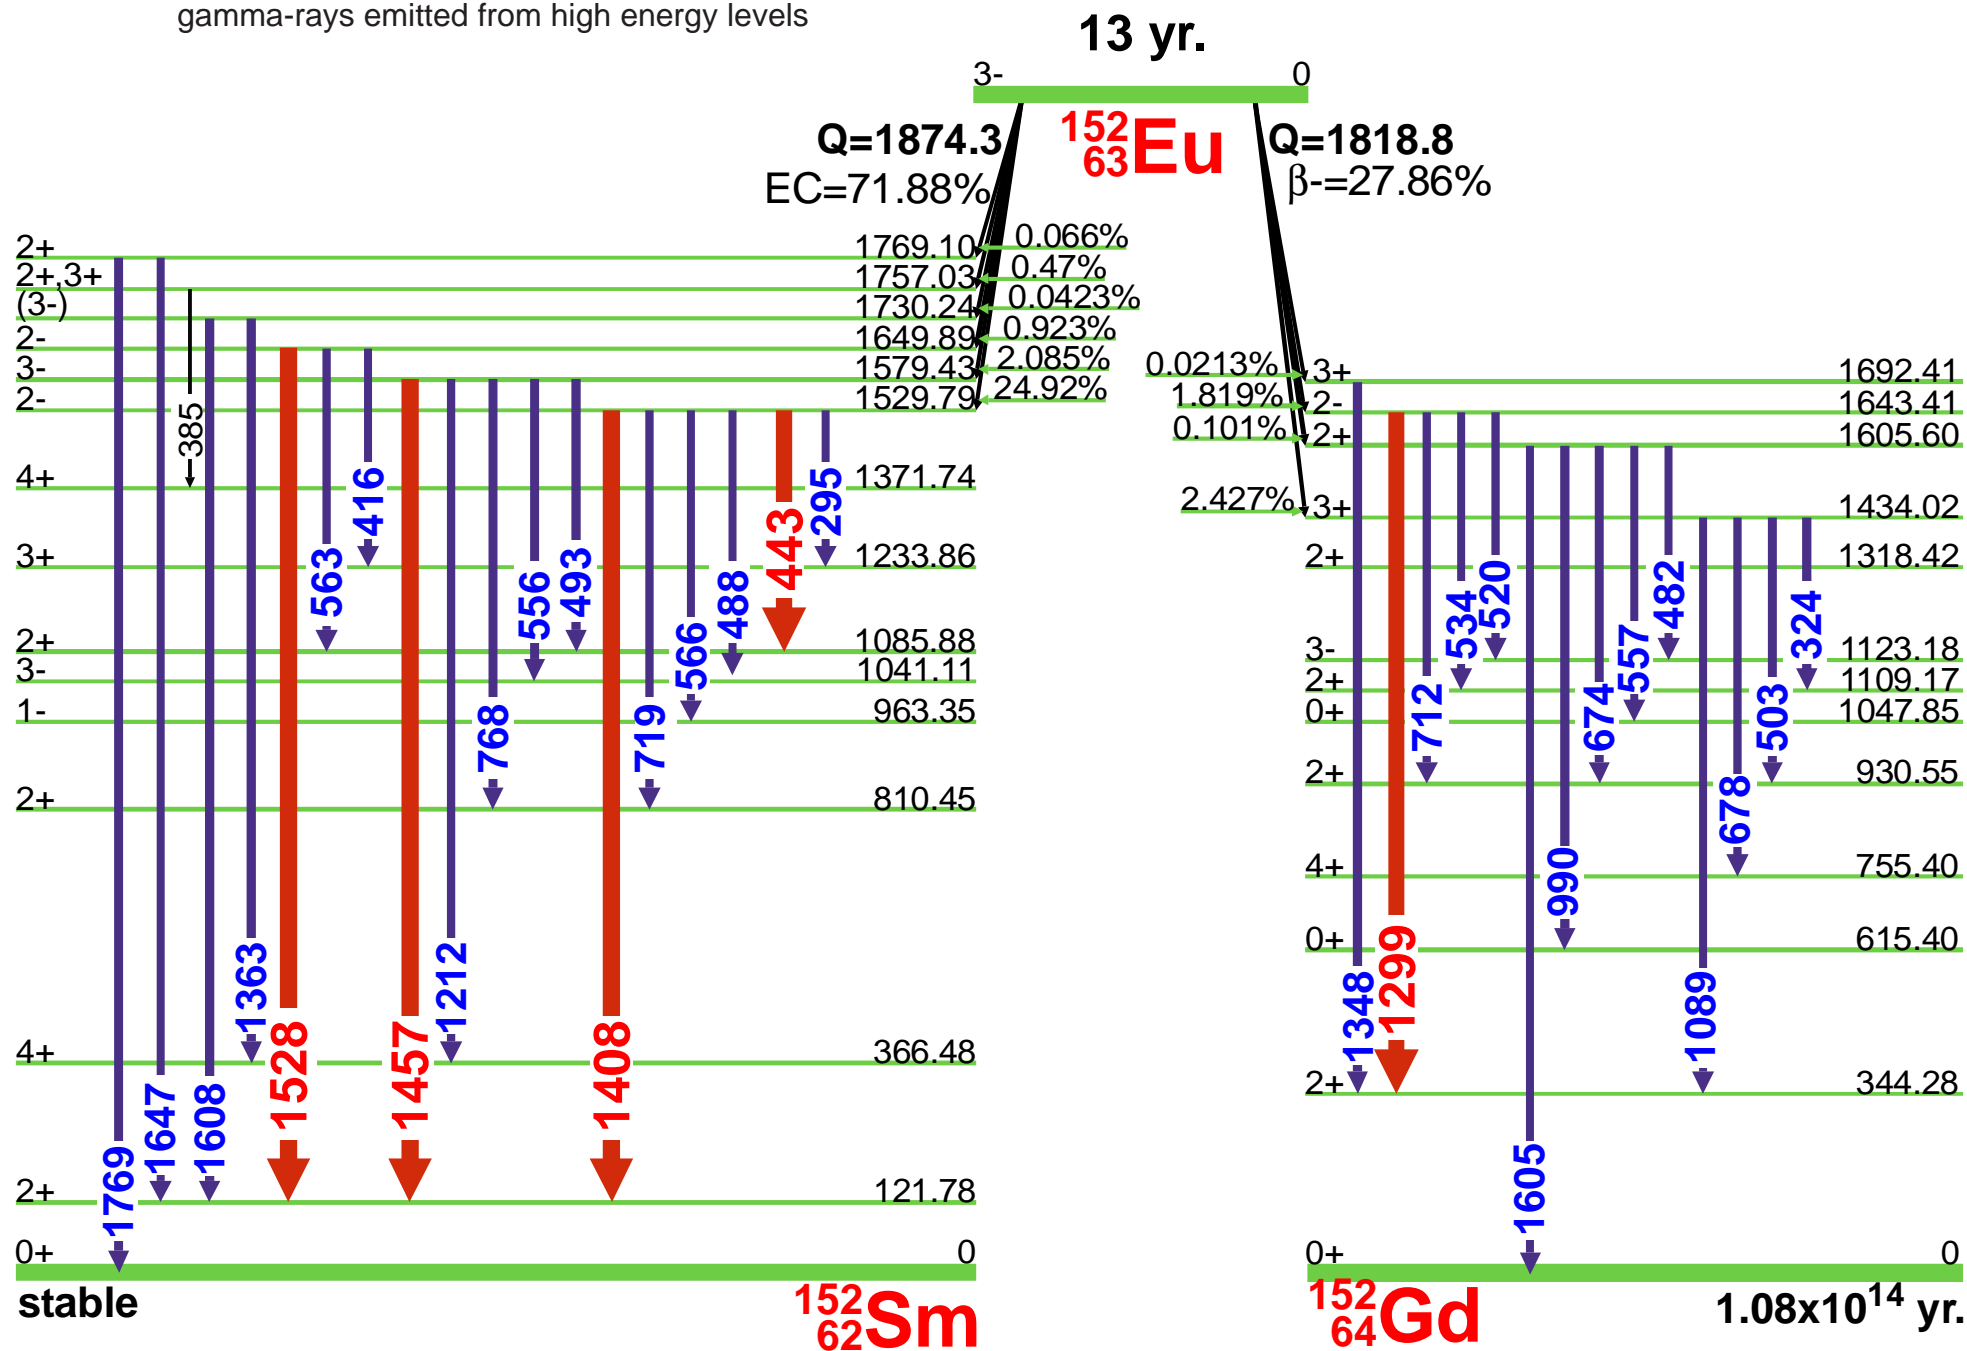 gamma-rays emitted from high energy levels
13 yr.
3- 0
152 63 Eu
Q=1874.3
EC=71.88%
Q=1818.8
β-=27.86%
2+ 1769.10 0.066%
2+,3+ 1757.03 0.47%
(3-) 1730.24 0.0423%
2- 1649.89 0.923%
3- 1579.43 2.085%
2- 1529.79 24.92%
4+ 1371.74
3+ 1233.86
2+ 1085.88
3- 1041.11
1- 963.35
2+ 810.45
4+ 366.48
2+ 121.78
0+ 0
1769
1647
385
1608
1363
1528
563
416
1457
1212
768
556
493
1408
719
566
488
443
295
stable
152 62 Sm
0.0213% 3+ 1692.41
1.819% 2- 1643.41
0.101% 2+ 1605.60
2.427% 3+ 1434.02
2+ 1318.42
3- 1123.18
2+ 1109.17
0+ 1047.85
2+ 930.55
4+ 755.40
0+ 615.40
2+ 344.28
0+ 0
1348
1299
712
534
520
1605
990
674
557
482
1089
678
503
324
152 64 Gd
1.08x10^14 yr.